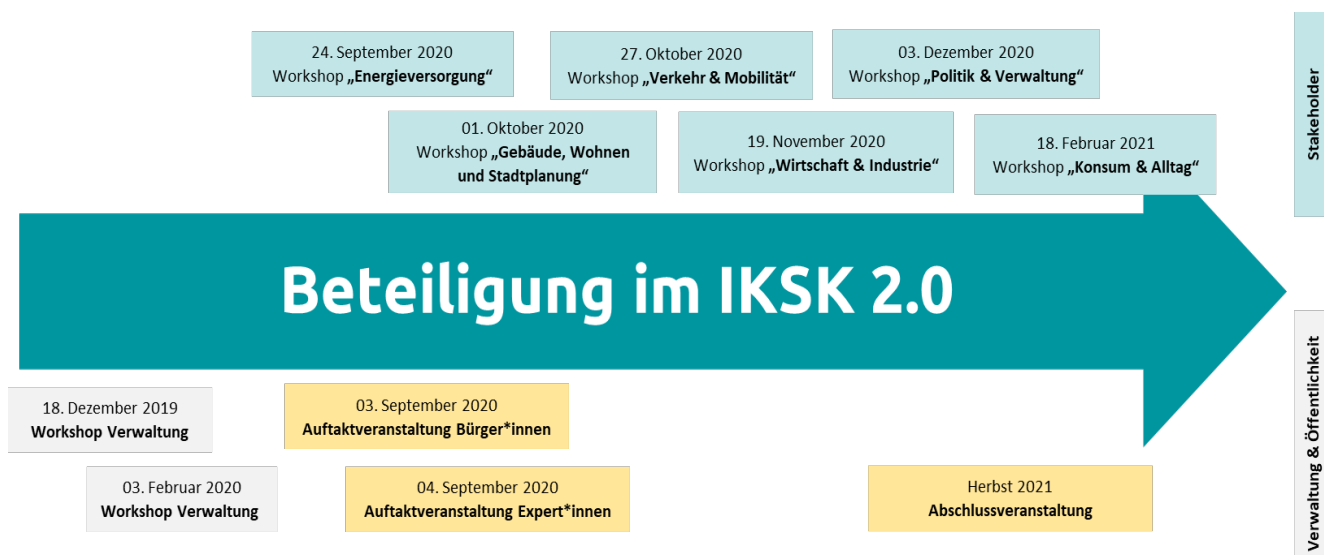 24. September 2020
Workshop „Energieversorgung“
27. Oktober 2020
Workshop „Verkehr & Mobilität“
03. Dezember 2020
Workshop „Politik & Verwaltung“
01. Oktober 2020
Workshop „Gebäude, Wohnen
und Stadtplanung“
19. November 2020
Workshop „Wirtschaft & Industrie“
18. Februar 2021
Workshop „Konsum & Alltag“
Stakeholder
Beteiligung im IKSK 2.0
18. Dezember 2019
Workshop Verwaltung
03. September 2020
Auftaktveranstaltung Bürger*innen
03. Februar 2020
Workshop Verwaltung
04. September 2020
Auftaktveranstaltung Expert*innen
Herbst 2021
Abschlussveranstaltung
Verwaltung & Öffentlichkeit